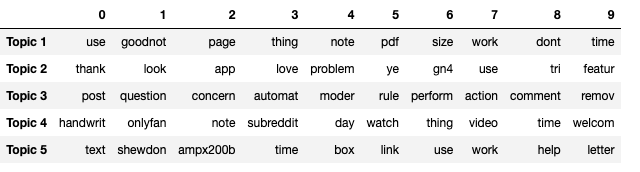 0 1 2 3 4 5 6 7 8 9
Topic 1 use goodnot page thing note pdf size work dont time
Topic 2 thank look app love problem ye gn4 use tri featur
Topic 3 post question concern automat moder rule perform action comment remov
Topic 4 handwrit onlyfan note subreddit day watch thing video time welcom
Topic 5 text shewdon ampx200b time box link use work help letter